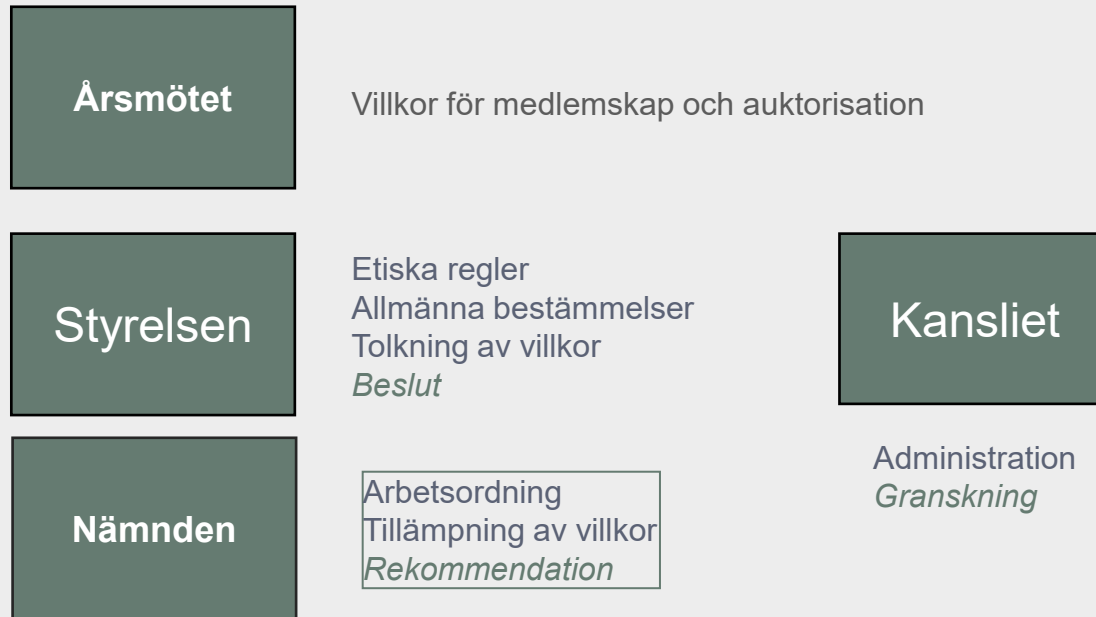 Årsmötet
Villkor för medlemskap och auktorisation
Styrelsen
Etiska regler
Allmänna bestämmelser
Tolkning av villkor
Beslut
Kansliet
Administration
Granskning
Nämnden
Arbetsordning
Tillämpning av villkor
Rekommendation